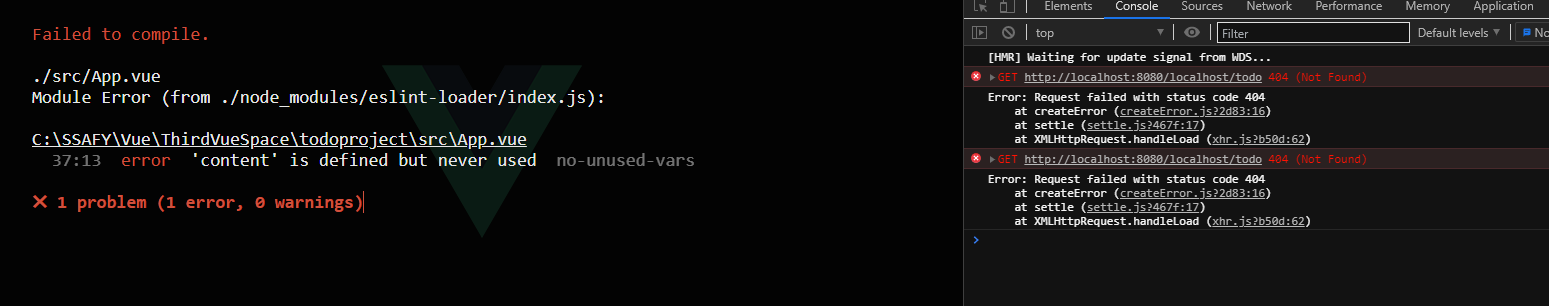 Failed to compile.
./src/App.vue
Module Error (from ./node_modules/eslint-loader/index.js):
C:\SSAFY\Vue\ThirdVueSpace\todoproject\src\App.vue
37:13 error 'content' is defined but never used no-unused-vars
✕ 1 problem (1 error, 0 warnings)
Elements Console Sources Network Performance Memory Application
top Filter Default levels ▼ No
[HMR] Waiting for update signal from WDS...
GET http://localhost:8080/localhost/todo 404 (Not Found)
Error: Request failed with status code 404
at createError (createError.js?2d83:16)
at settle (settle.js?467f:17)
at XMLHttpRequest.handleLoad (xhr.js?b50d:62)
GET http://localhost:8080/localhost/todo 404 (Not Found)
Error: Request failed with status code 404
at createError (createError.js?2d83:16)
at settle (settle.js?467f:17)
at XMLHttpRequest.handleLoad (xhr.js?b50d:62)